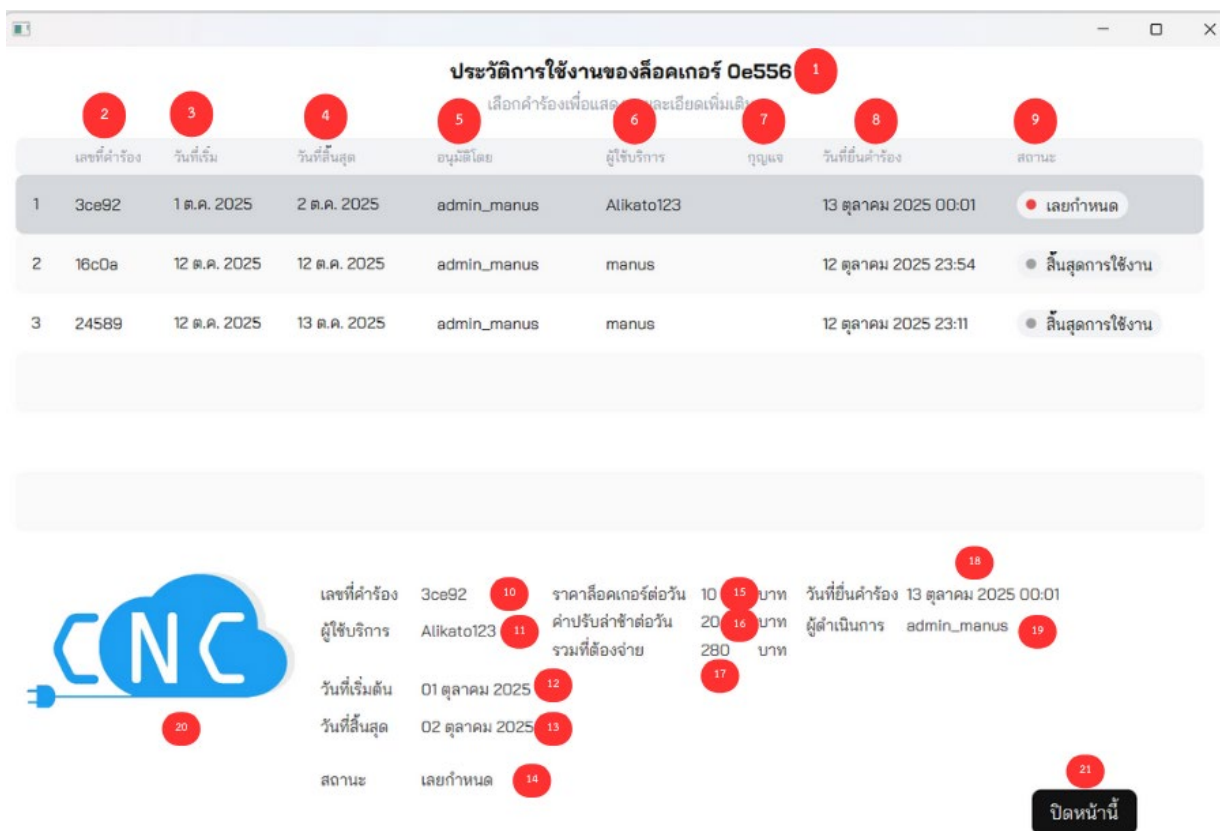 ประวัติการใช้งานของล็อคเกอร์ 0e556 1
เลือกคำร้องเพื่อแสดง
2 3 4 5 6 7 8 9
เลขที่คำร้อง วันที่เริ่ม วันที่สิ้นสุด อนุมัติโดย ผู้ใช้บริการ กุญแจ วันที่ยื่นคำร้อง สถานะ
1 3ce92 1 ต.ค. 2025 2 ต.ค. 2025 admin_manus Alikato123 13 ตุลาคม 2025 00:01 เลยกำหนด
2 16c0a 12 ต.ค. 2025 12 ต.ค. 2025 admin_manus manus 12 ตุลาคม 2025 23:54 สิ้นสุดการใช้งาน
3 24589 12 ต.ค. 2025 13 ต.ค. 2025 admin_manus manus 12 ตุลาคม 2025 23:11 สิ้นสุดการใช้งาน
18
เลขที่คำร้อง 3ce92 10 ราคาล็อคเกอร์ต่อวัน 10 15 บาท วันที่ยื่นคำร้อง 13 ตุลาคม 2025 00:01
ผู้ใช้บริการ Alikato123 11 ค่าปรับล่าช้าต่อวัน 20 16 บาท ผู้ดำเนินการ admin_manus 19
รวมที่ต้องจ่าย 280 บาท
17
CNC
20
วันที่เริ่มต้น 01 ตุลาคม 2025 12
วันที่สิ้นสุด 02 ตุลาคม 2025 13
สถานะ เลยกำหนด 14
21
ปิดหน้านี้